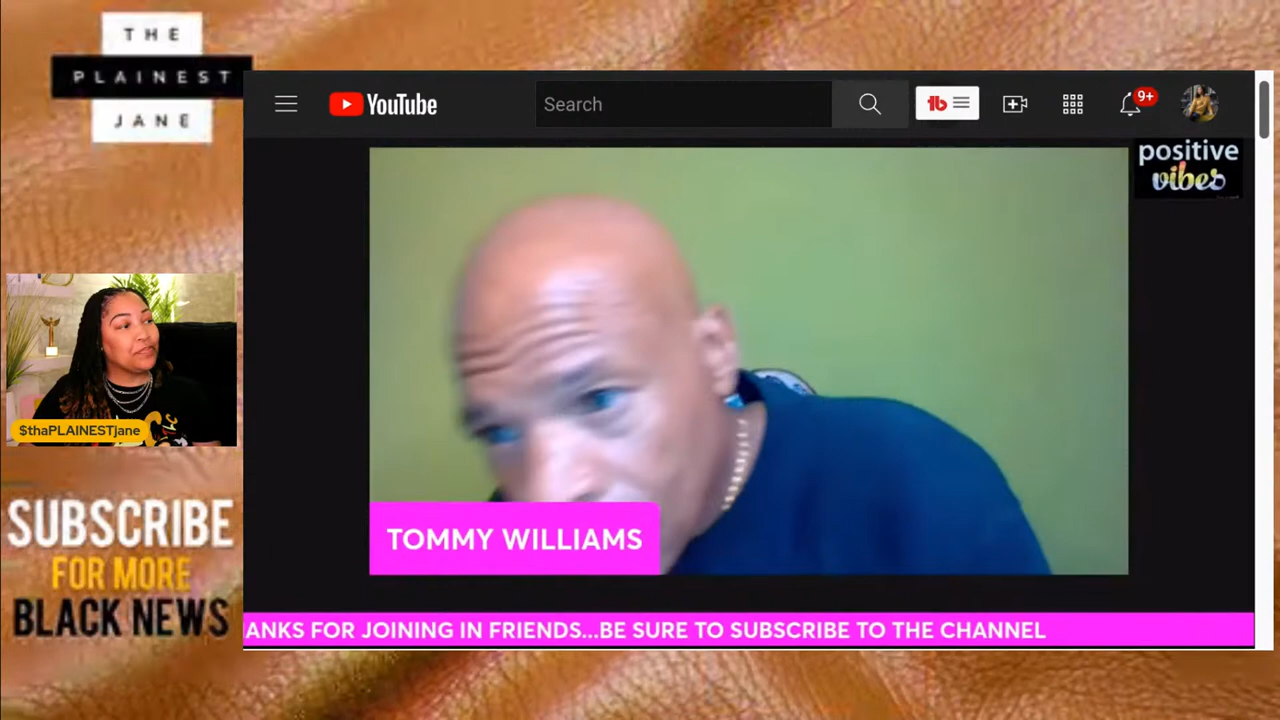 THE
PLAINEST
JANE
YouTube
Search
9+
positive
vibes
$thaPLAINESTjane
TOMMY WILLIAMS
SUBSCRIBE
FOR MORE
BLACK NEWS
ANKS FOR JOINING IN FRIENDS...BE SURE TO SUBSCRIBE TO THE CHANNEL